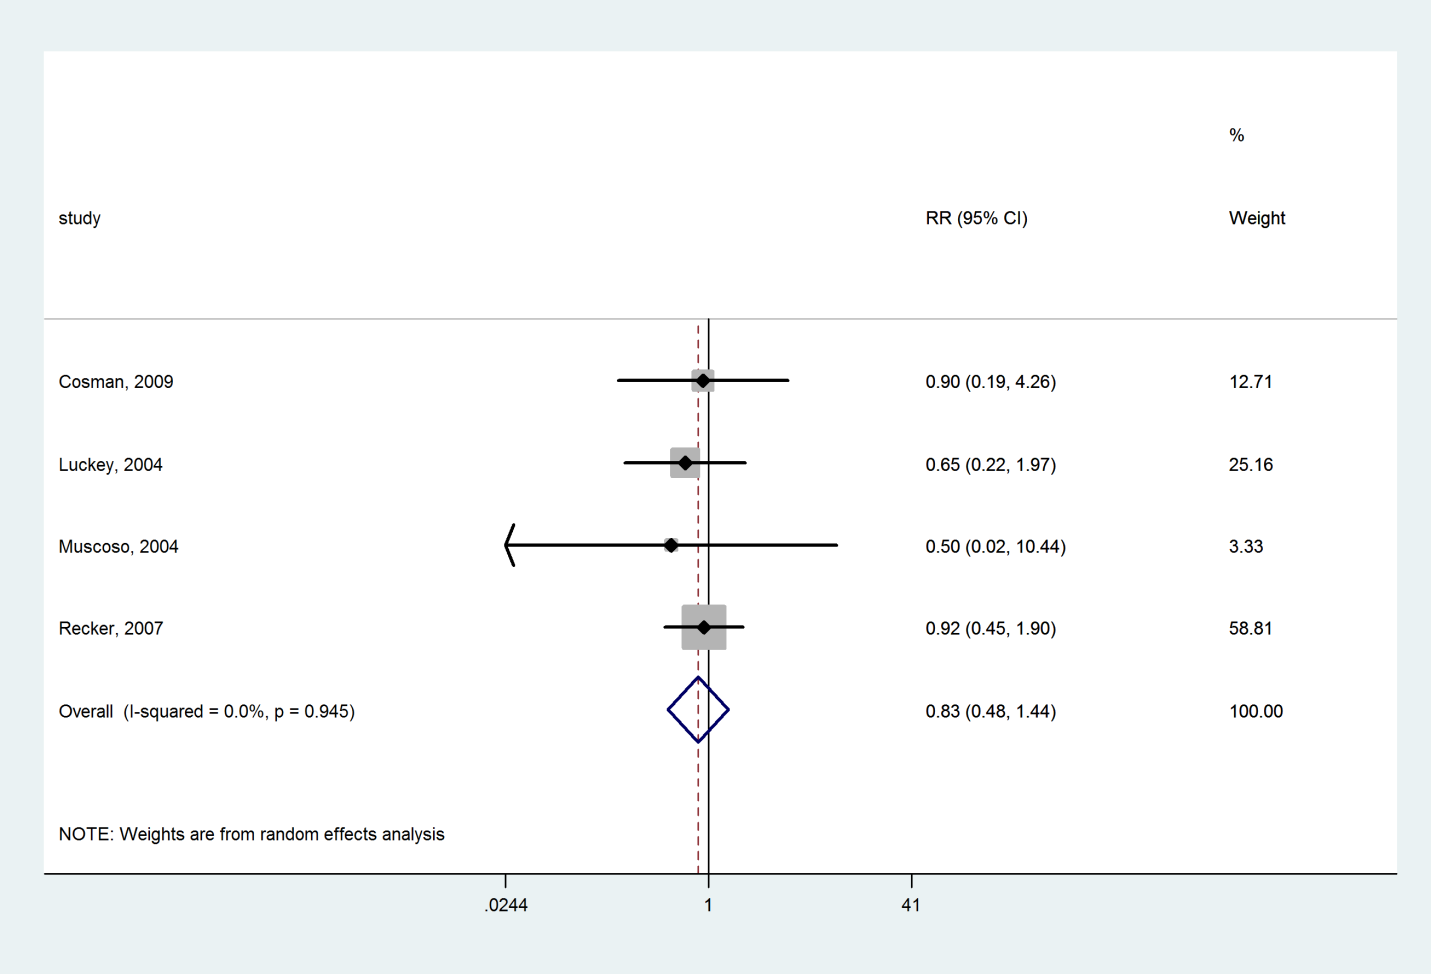 %
study RR (95% CI) Weight
Cosman, 2009 0.90 (0.19, 4.26) 12.71
Luckey, 2004 0.65 (0.22, 1.97) 25.16
Muscoso, 2004 0.50 (0.02, 10.44) 3.33
Recker, 2007 0.92 (0.45, 1.90) 58.81
Overall (I-squared = 0.0%, p = 0.945) 0.83 (0.48, 1.44) 100.00
NOTE: Weights are from random effects analysis
.0244 1 41